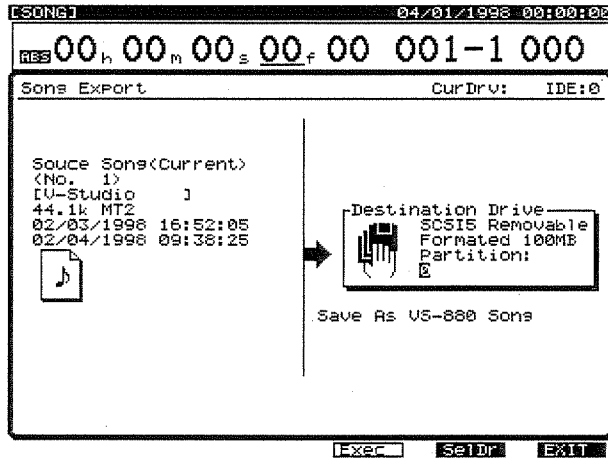 [SONG] 04/01/1998 00:00:00
ABS 00h 00m 00s 00f 00 001-1 000
Song Export CurDrv: IDE:0
Souce Song(Current)
(No. 1)
[V-Studio ]
44.1k MT2
02/03/1998 16:52:05
02/04/1998 09:38:25
Destination Drive
SCSI5 Removable
Formated 100MB
Partition:
0
Save As VS-880 Song
Exec SelDr EXIT